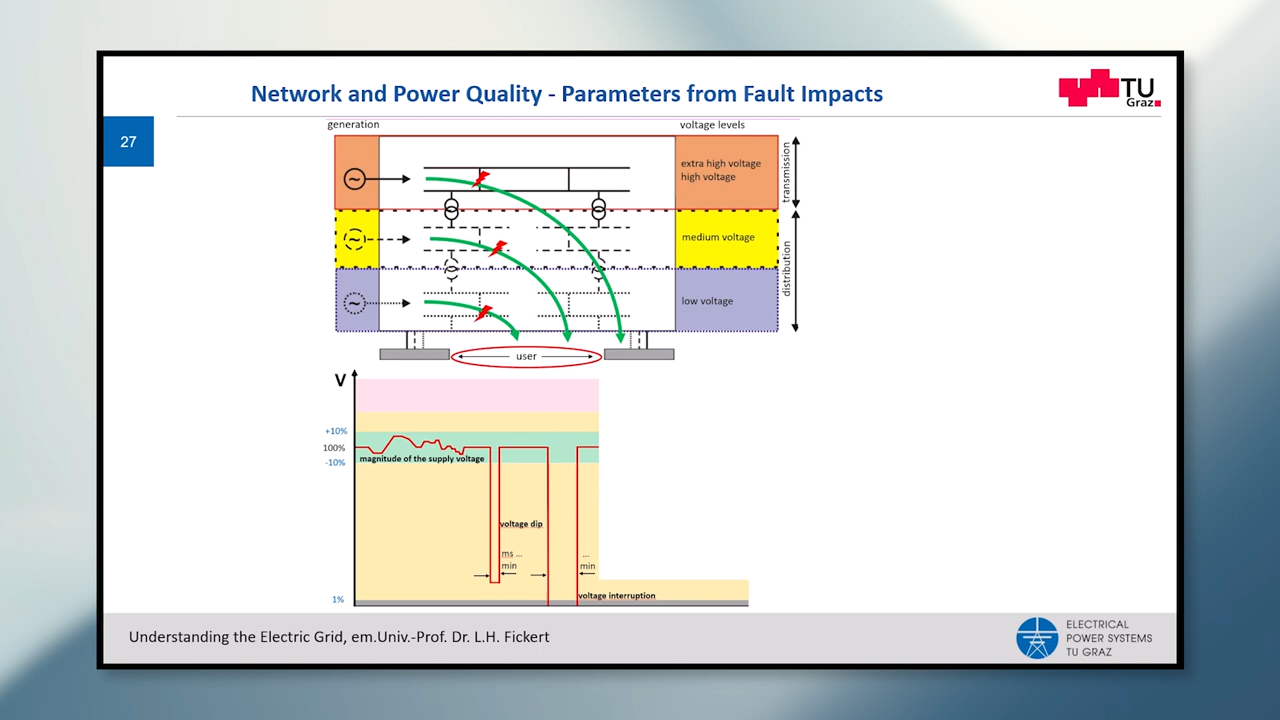 Network and Power Quality - Parameters from Fault Impacts
TU
Graz
27
generation
voltage levels
extra high voltage
high voltage
transmission
medium voltage
distribution
low voltage
user
V
+10%
100%
-10%
magnitude of the supply voltage
voltage dip
ms ...
min
...
min
voltage interruption
1%
Understanding the Electric Grid, em.Univ.-Prof. Dr. L.H. Fickert
ELECTRICAL
POWER SYSTEMS
TU GRAZ